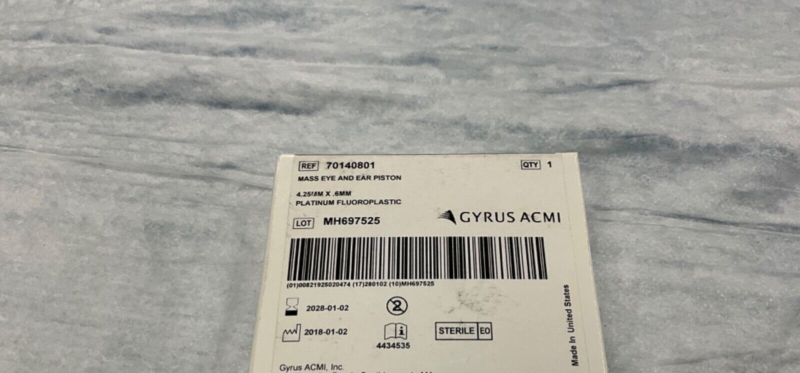 REF 70140801 QTY 1
MASS EYE AND EAR PISTON
4.25MM X .6MM
PLATINUM FLUOROPLASTIC
LOT MH697525 GYRUS ACMI
(01)00821925020474 (17)280102 (10)MH697525
2028-01-02 2
2018-01-02 STERILE EO
4434535
Made In United States
Gyrus ACMI, Inc.